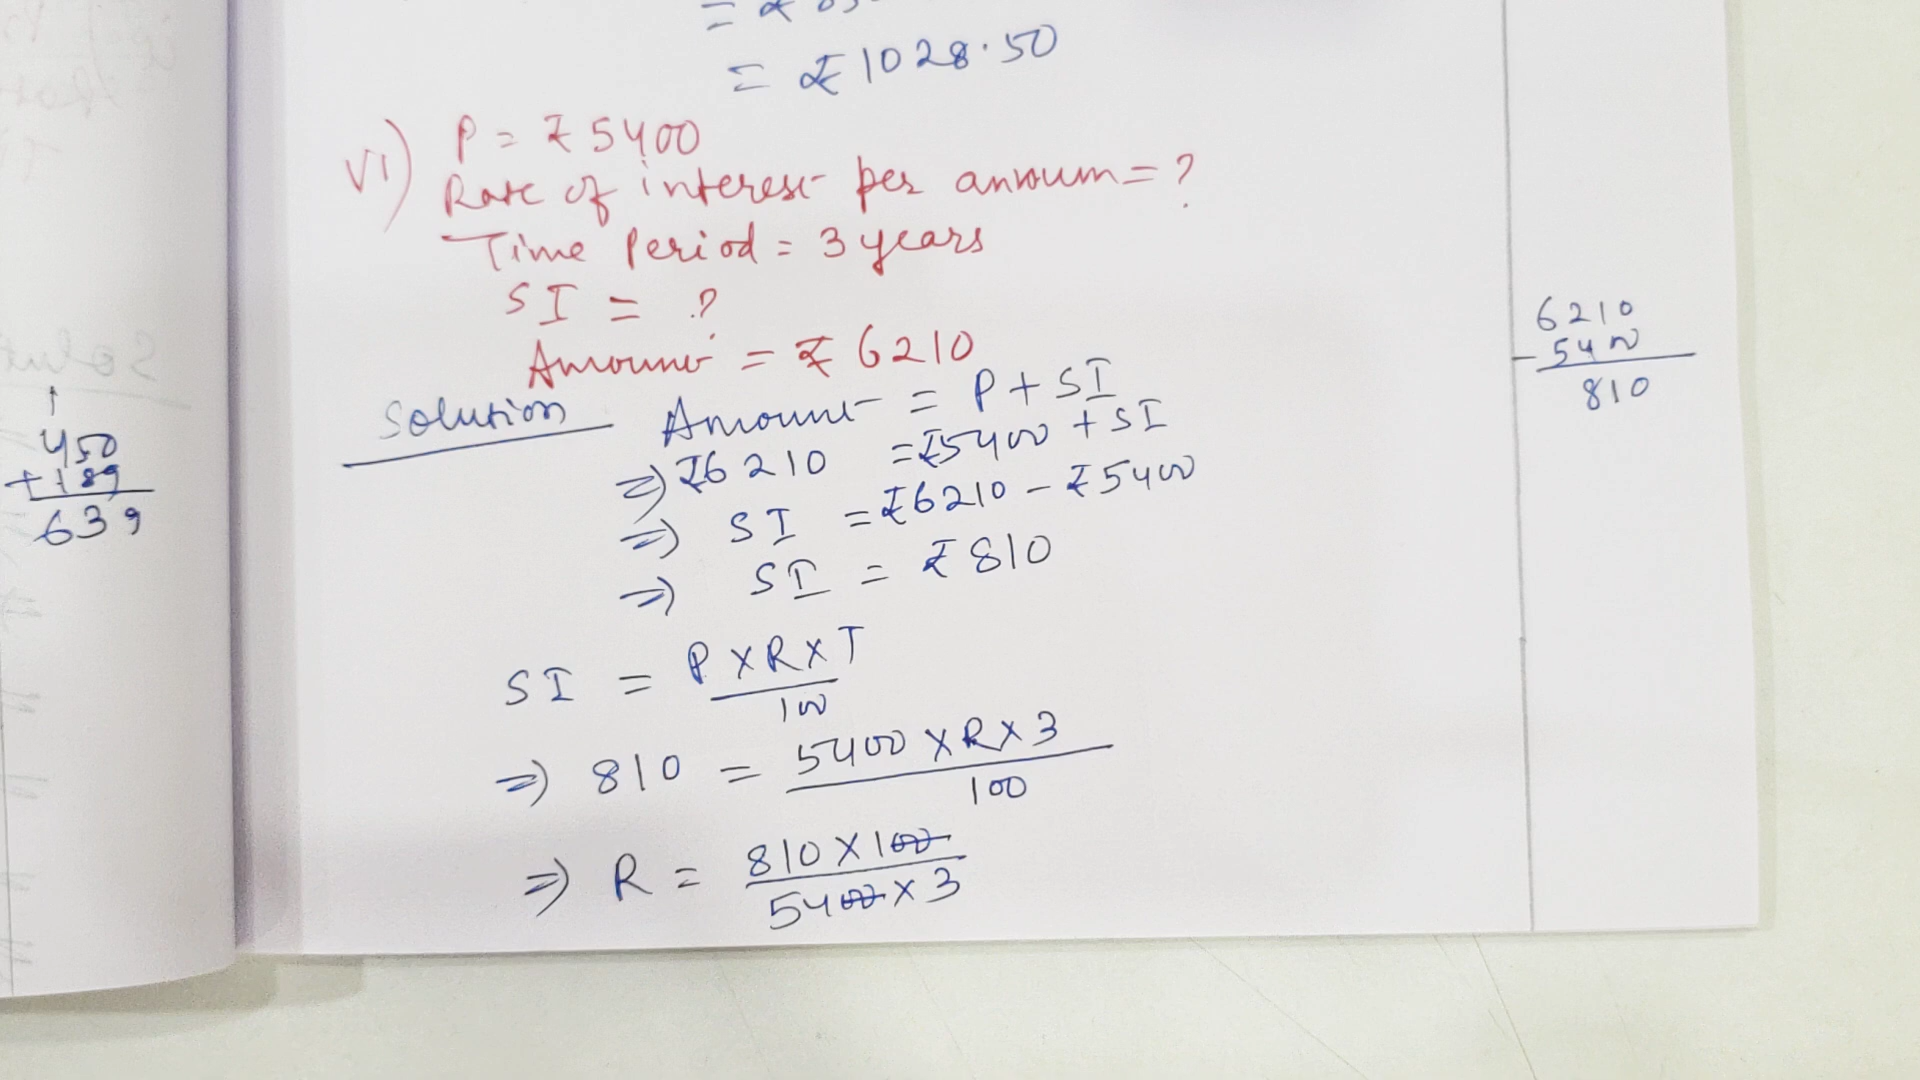 = ₹1028.50
vi) P = ₹5400
Rate of interest per annum = ?
Time Period = 3 years
SI = ?
Amount = ₹6210
Solution Amount = P + SI
⇒ ₹6210 = ₹5400 + SI
⇒ SI = ₹6210 - ₹5400
⇒ SI = ₹810
SI = P×R×T
100
⇒ 810 = 5400 ×R×3
100
⇒ R = 810×100
5400×3
6210
- 5400
810
450
+189
639